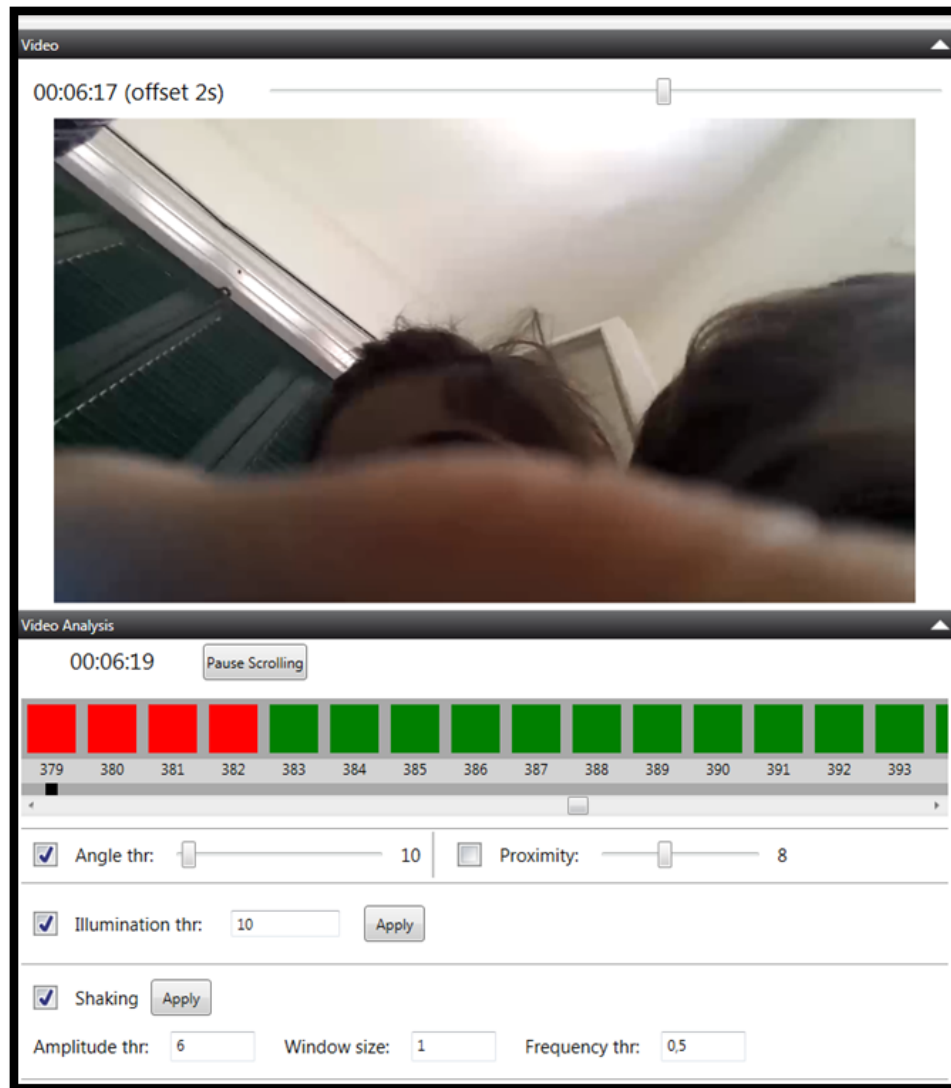 Video
00:06:17 (offset 2s)
Video Analysis
00:06:19 Pause Scrolling
379 380 381 382 383 384 385 386 387 388 389 390 391 392 393
Angle thr: 10 Proximity: 8
Illumination thr: 10 Apply
Shaking Apply
Amplitude thr: 6 Window size: 1 Frequency thr: 0,5